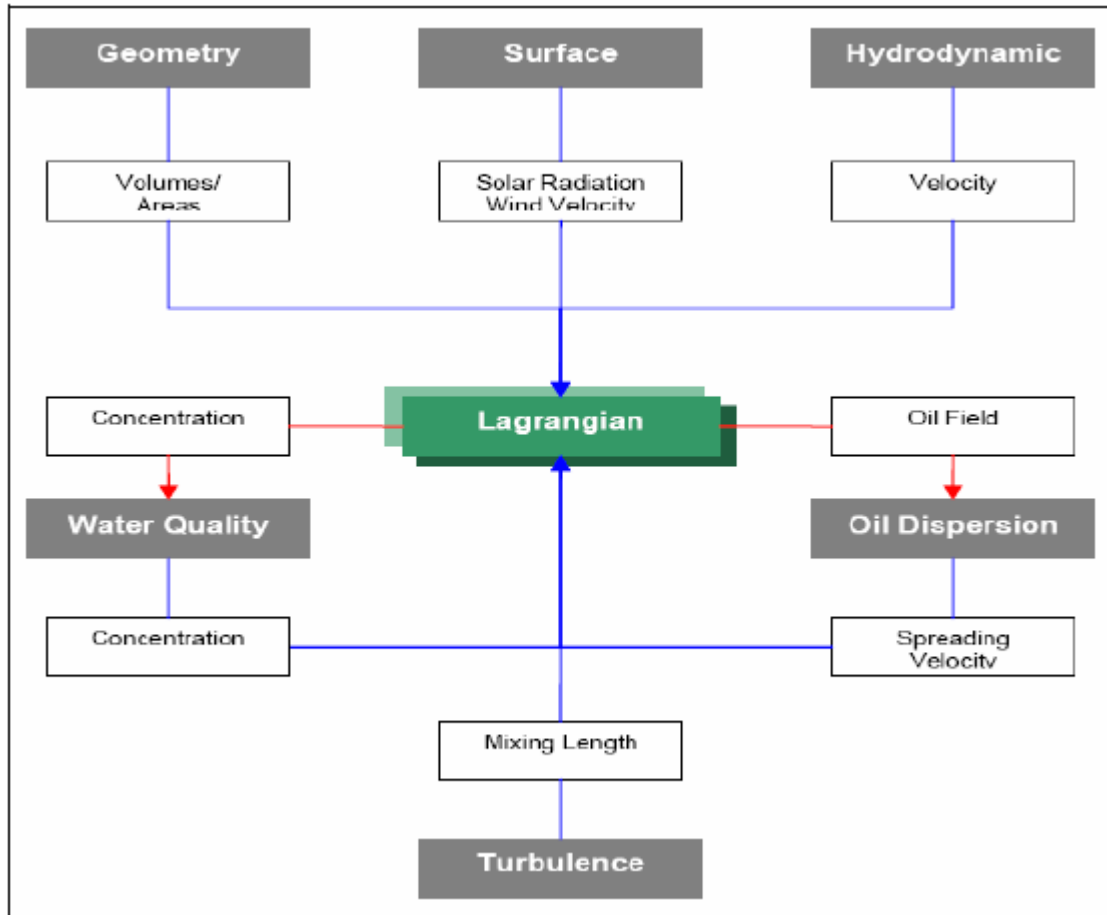 Geometry
Surface
Hydrodynamic
Volumes/
Areas
Solar Radiation
Wind Velocity
Velocity
Concentration
Lagrangian
Oil Field
Water Quality
Oil Dispersion
Concentration
Spreading
Velocity
Mixing Length
Turbulence